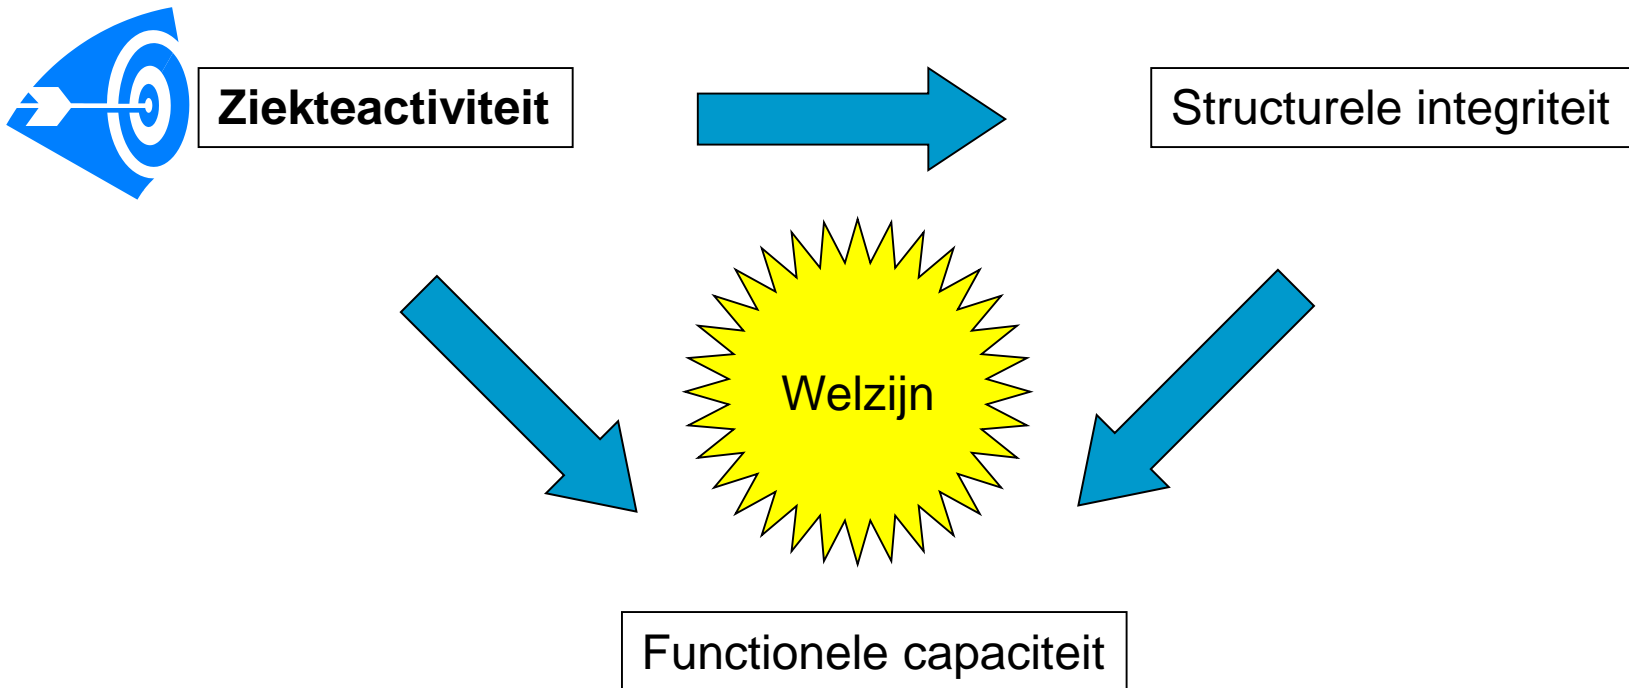 Ziekteactiviteit
Structurele integriteit
Welzijn
Functionele capaciteit